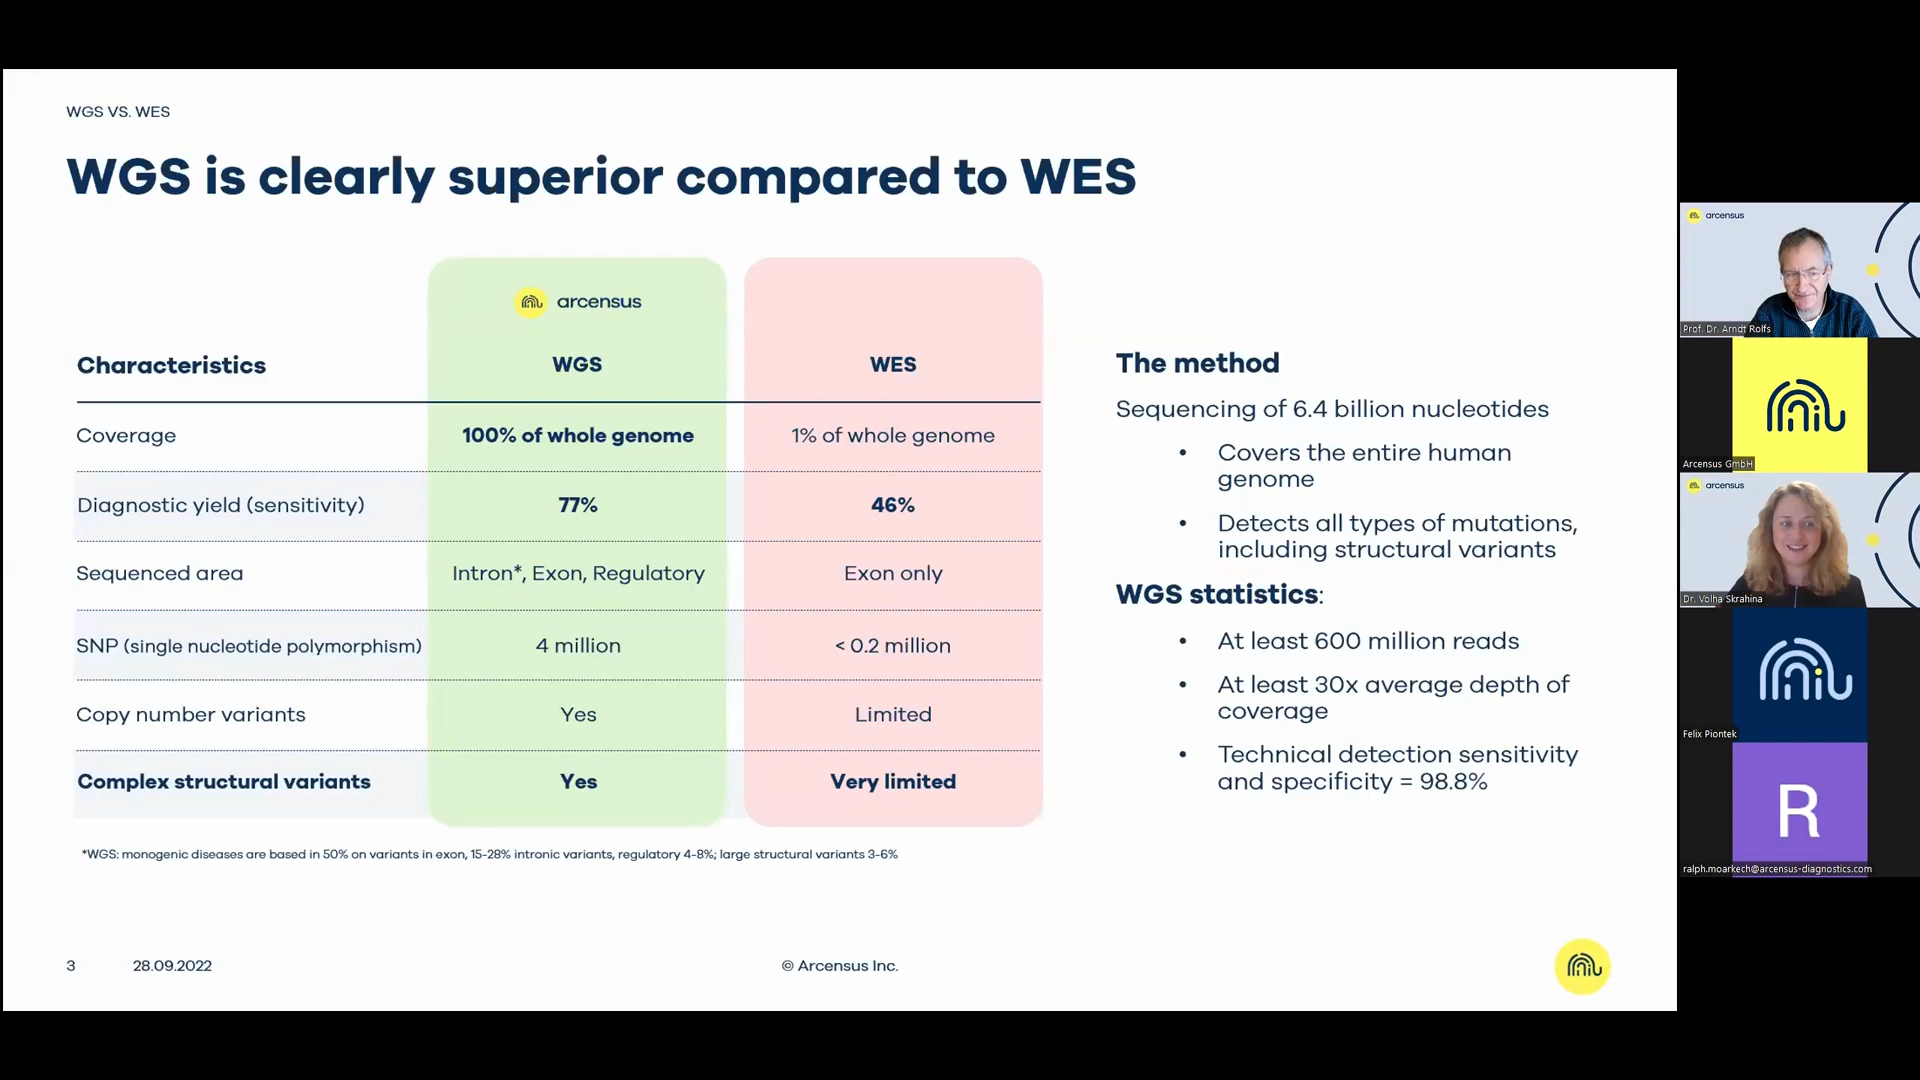 WGS VS. WES
WGS is clearly superior compared to WES
arcensus
Characteristics WGS WES
Coverage 100% of whole genome 1% of whole genome
Diagnostic yield (sensitivity) 77% 46%
Sequenced area Intron*, Exon, Regulatory Exon only
SNP (single nucleotide polymorphism) 4 million < 0.2 million
Copy number variants Yes Limited
Complex structural variants Yes Very limited
*WGS: monogenic diseases are based in 50% on variants in exon, 15-28% intronic variants, regulatory 4-8%; large structural variants 3-6%
The method
Sequencing of 6.4 billion nucleotides
• Covers the entire human
genome
• Detects all types of mutations,
including structural variants
WGS statistics:
• At least 600 million reads
• At least 30x average depth of
coverage
• Technical detection sensitivity
and specificity = 98.8%
3 28.09.2022 © Arcensus Inc.
arcensus
Prof. Dr. Arndt Rolfs
Arcensus GmbH
arcensus
Dr. Volha Skrahina
Felix Piontek
R
ralph.moarkech@arcensus-diagnostics.com